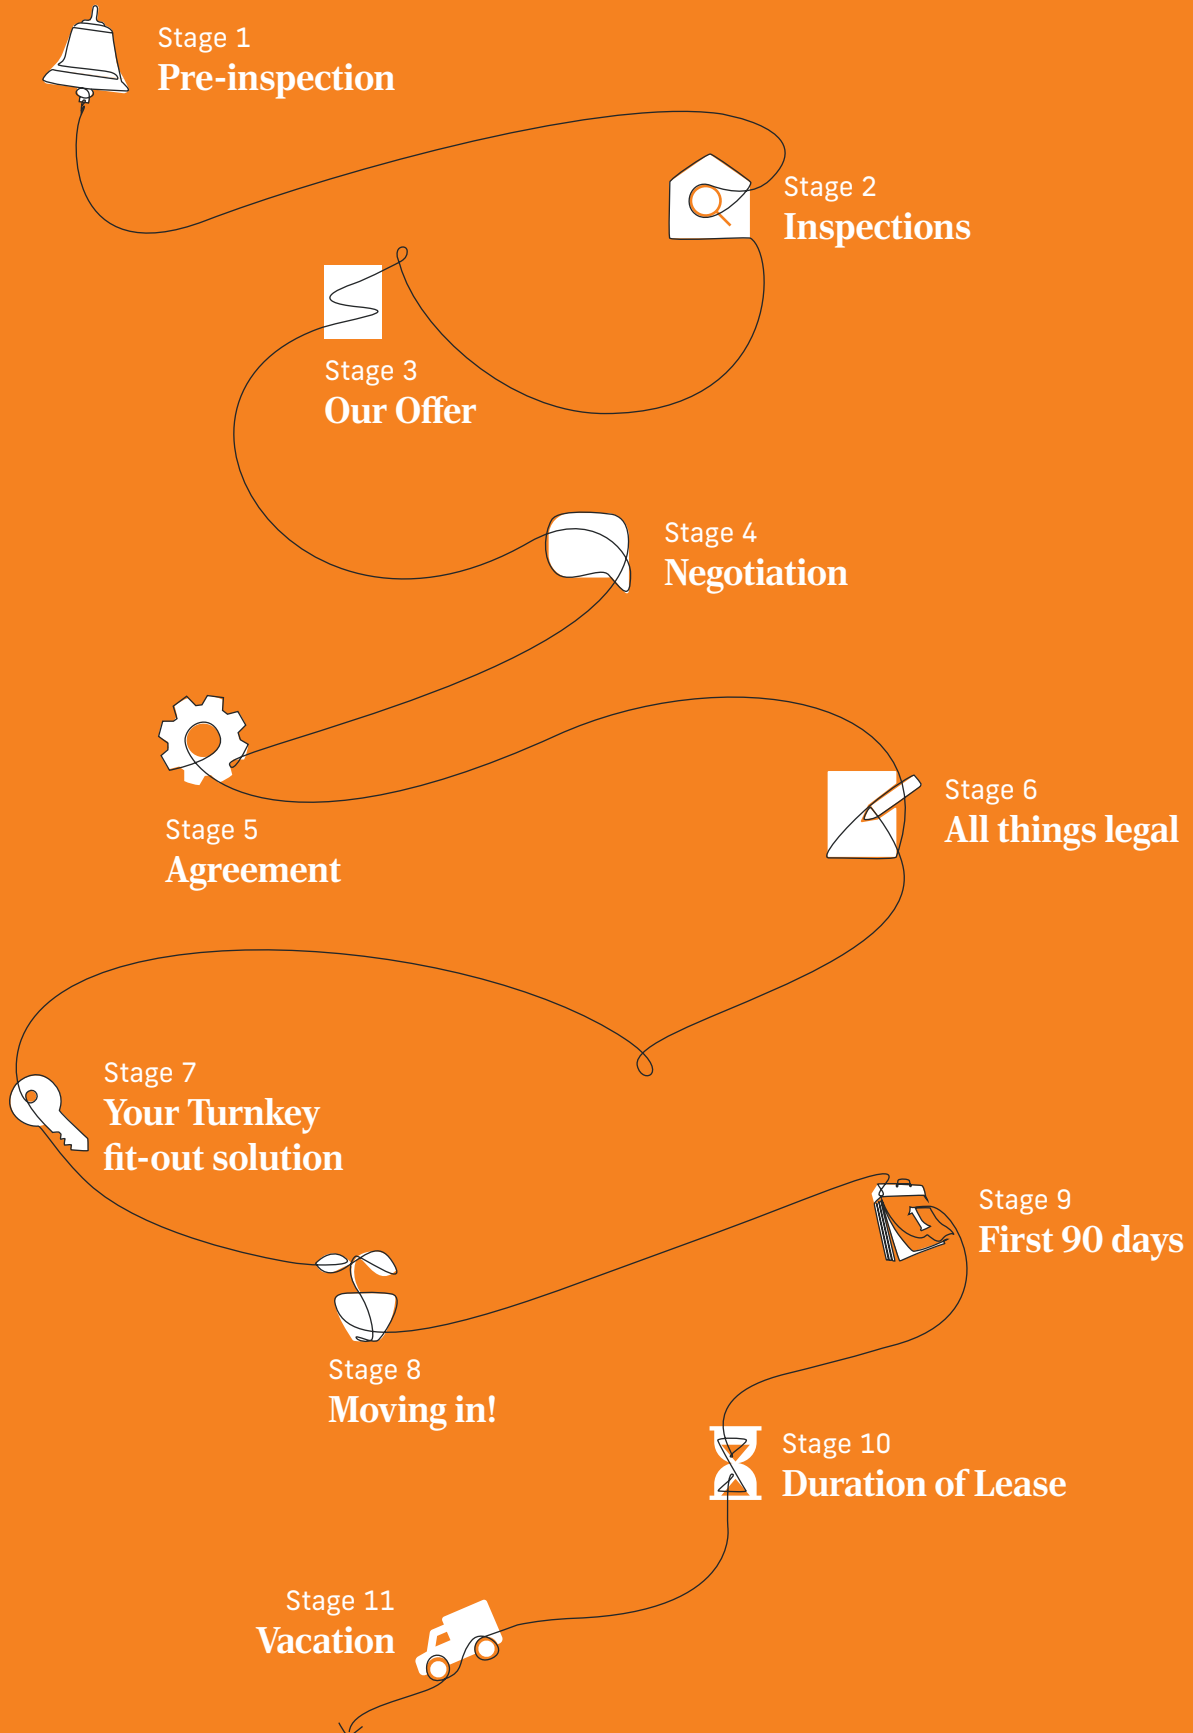 Stage 1
Pre-inspection
Stage 2
Inspections
Stage 3
Our Offer
Stage 4
Negotiation
Stage 5
Agreement
Stage 6
All things legal
Stage 7
Your Turnkey
fit-out solution
Stage 8
Moving in!
Stage 9
First 90 days
Stage 10
Duration of Lease
Stage 11
Vacation